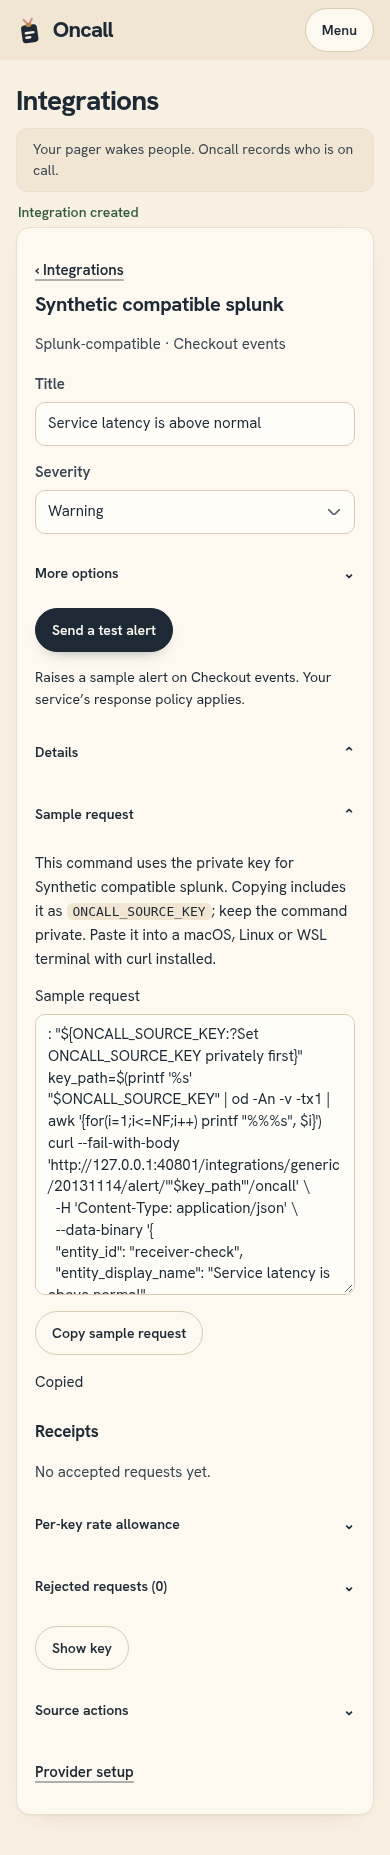 Oncall
Menu
Integrations
Your pager wakes people. Oncall records who is on
call.
Integration created
‹ Integrations
Synthetic compatible splunk
Splunk-compatible · Checkout events
Title
Service latency is above normal
Severity
Warning
More options
Send a test alert
Raises a sample alert on Checkout events. Your
service’s response policy applies.
Details
Sample request
This command uses the private key for
Synthetic compatible splunk. Copying includes
it as ONCALL_SOURCE_KEY; keep the command
private. Paste it into a macOS, Linux or WSL
terminal with curl installed.
Sample request
: "${ONCALL_SOURCE_KEY:?Set
ONCALL_SOURCE_KEY privately first}"
key_path=$(printf '%s'
"$ONCALL_SOURCE_KEY" | od -An -v -tx1 |
awk '{for(i=1;i<=NF;i++) printf "%%%s", $i}')
curl --fail-with-body
'http://127.0.0.1:40801/integrations/generic
/20131114/alert/'"$key_path"'/oncall' \
-H 'Content-Type: application/json' \
--data-binary '{
"entity_id": "receiver-check",
"entity_display_name": "Service latency is
above normal",
Copy sample request
Copied
Receipts
No accepted requests yet.
Per-key rate allowance
Rejected requests (0)
Show key
Source actions
Provider setup